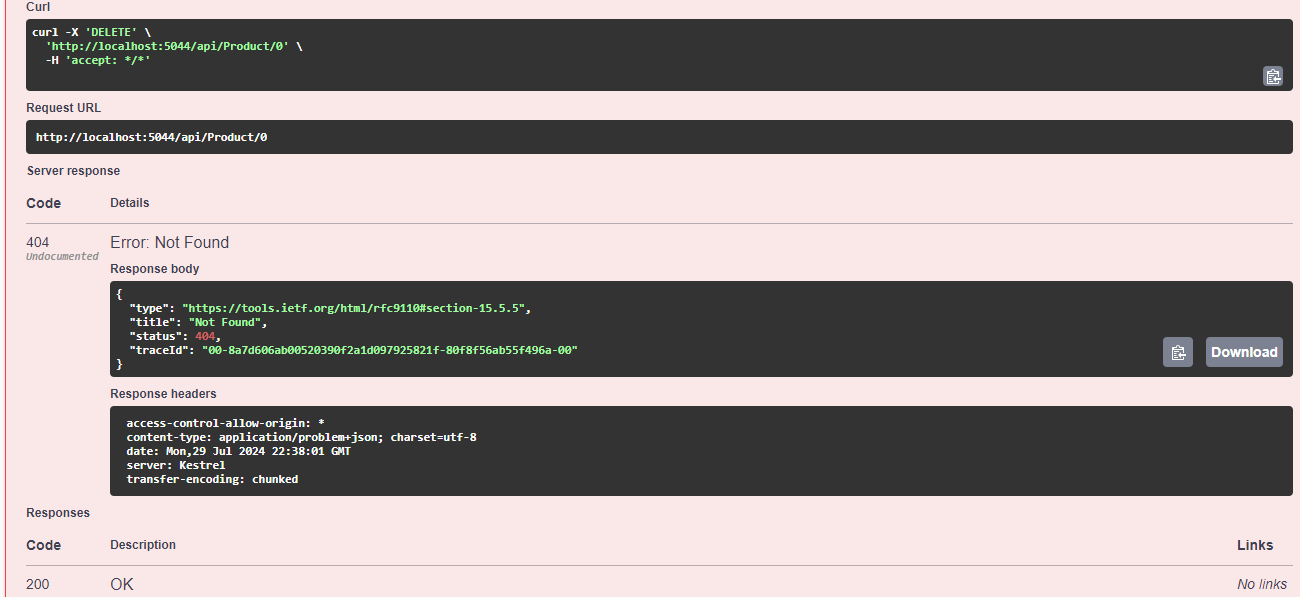 Curl
curl -X 'DELETE' \
  'http://localhost:5044/api/Product/0' \
  -H 'accept: */*'
Request URL
http://localhost:5044/api/Product/0
Server response
Code Details
404 Error: Not Found
Undocumented
Response body
{
  "type": "https://tools.ietf.org/html/rfc9110#section-15.5.5",
  "title": "Not Found",
  "status": 404,
  "traceId": "00-8a7d606ab00520390f2a1d097925821f-80f8f56ab55f496a-00"
}
Download
Response headers
access-control-allow-origin: *
content-type: application/problem+json; charset=utf-8
date: Mon,29 Jul 2024 22:38:01 GMT
server: Kestrel
transfer-encoding: chunked
Responses
Code Description Links
200 OK No links